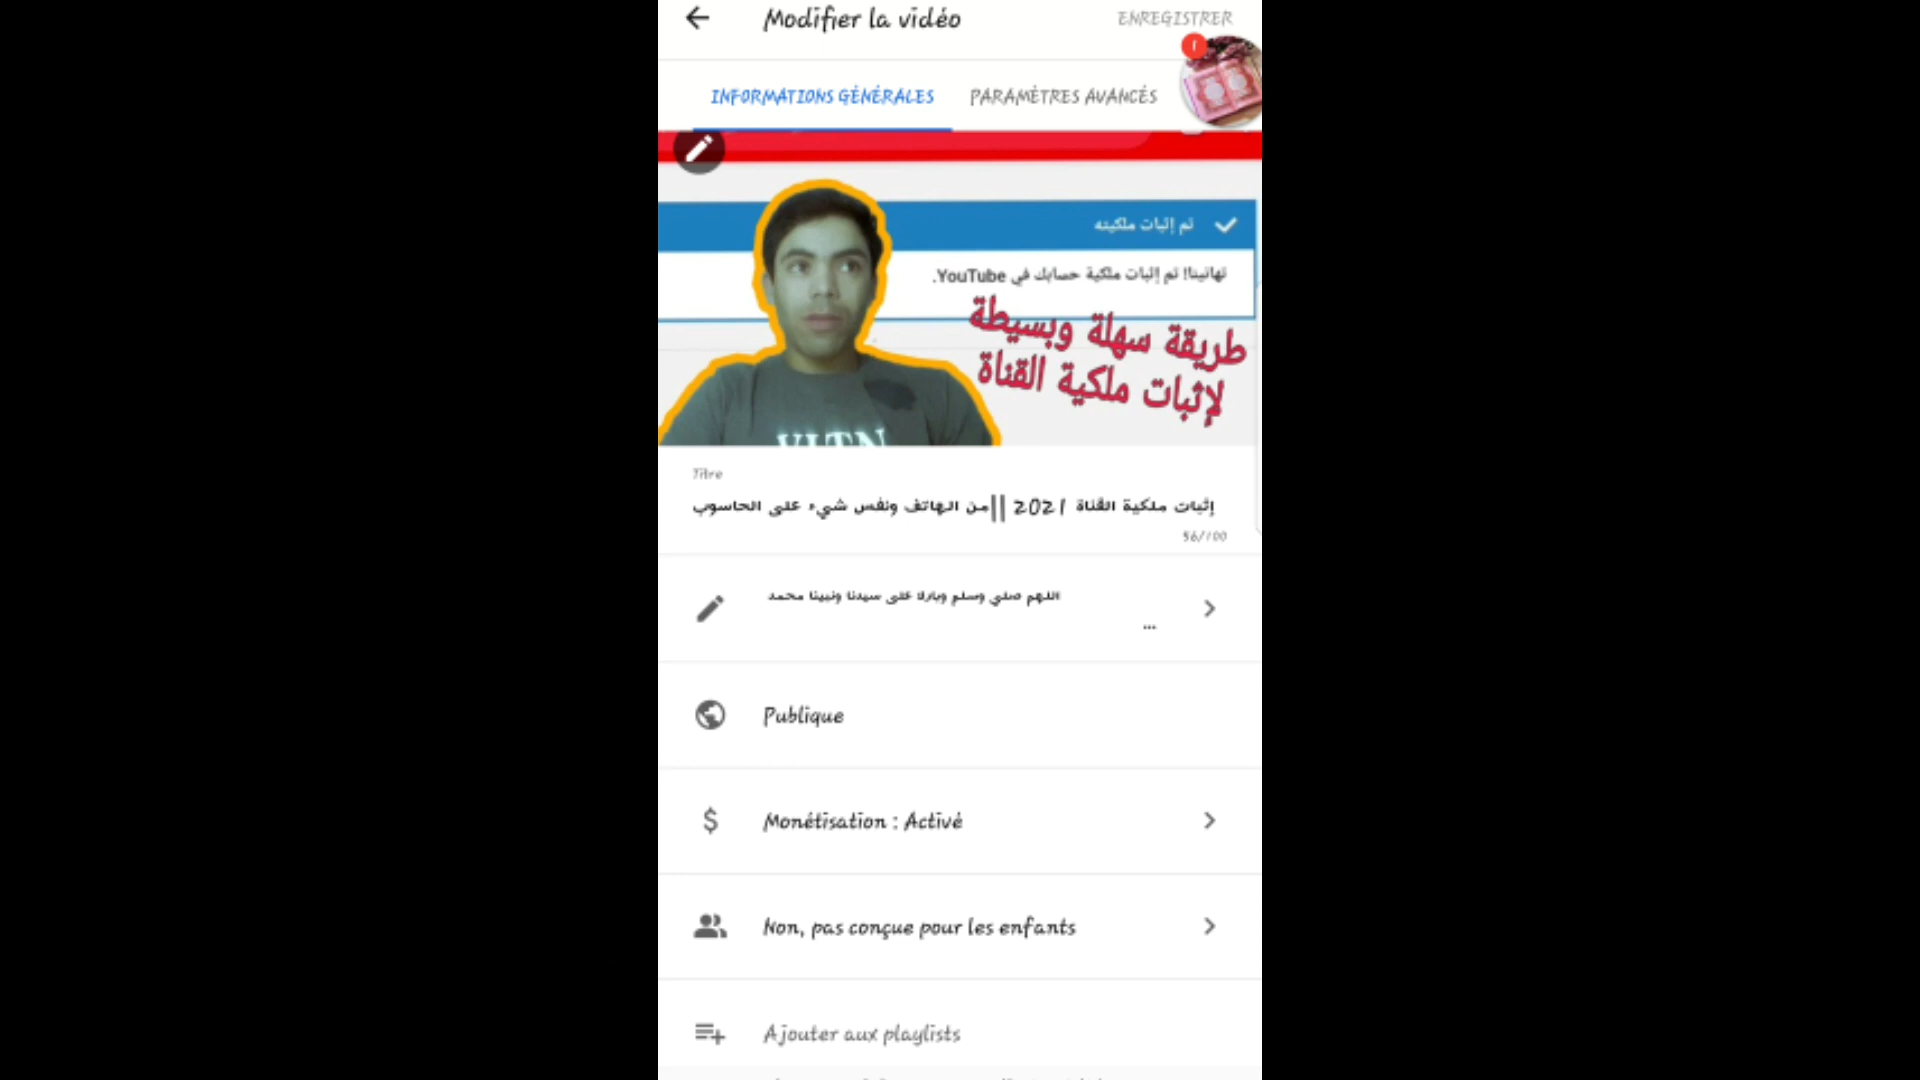 Modifier la vidéo
ENREGISTRER
INFORMATIONS GÉNÉRALES
PARAMÈTRES AVANCÉS
تم إثبات ملكيته
تهانينا! تم إثبات ملكية حسابك في YouTube.
طريقة سهلة وبسيطة
لإثبات ملكية القناة
VLTN
Titre
إثبات ملكية القناة 2021 ||من الهاتف ونفس شيء على الحاسوب
56/100
اللهم صلي وسلم وبارك على سيدنا ونبينا محمد
...
Publique
Monétisation : Activé
Non, pas conçue pour les enfants
Ajouter aux playlists